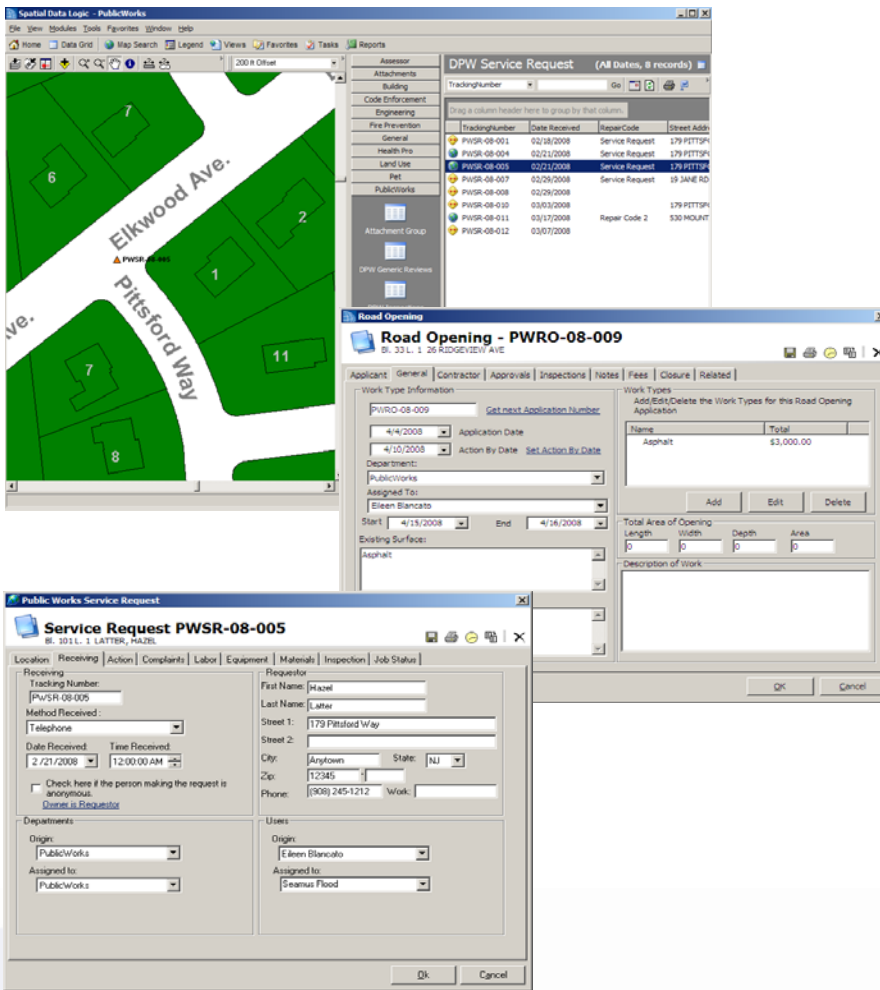 Spatial Data Logic - PublicWorks
File View Modules Tools Favorites Window Help
Home Data Grid Map Search Legend Views Favorites Tasks Reports
200 ft Offset
7
6
Elkwood Ave.
2
PWSR-08-005
1
Pittsford Way
ve.
7
11
8
Assessor
Attachments
Building
Code Enforcement
Engineering
Fire Prevention
General
Health Pro
Land Use
Pet
PublicWorks
Attachment Group
DPW Generic Reviews
DPW Service Request (All Dates, 8 records)
TrackingNumber Go
Drag a column header here to group by that column.
TrackingNumber Date Received RepairCode Street Addr
PWSR-08-001 02/18/2008 Service Request 179 PITTSF
PWSR-08-004 02/21/2008 Service Request 179 PITTSF
PWSR-08-005 02/21/2008 Service Request 179 PITTSF
PWSR-08-007 02/29/2008 Service Request 19 JANE RD
PWSR-08-008 02/29/2008
PWSR-08-010 03/03/2008 179 PITTSF
PWSR-08-011 03/17/2008 Repair Code 2 530 MOUNT
PWSR-08-012 03/07/2008
Road Opening
Road Opening - PWRO-08-009
Bl. 33 L. 1 26 RIDGEVIEW AVE
Applicant General Contractor Approvals Inspections Notes Fees Closure Related
Work Type Information
PWRO-08-009 Get next Application Number
4/4/2008 Application Date
4/10/2008 Action By Date Set Action By Date
Department:
PublicWorks
Assigned To:
Eileen Blancato
Start 4/15/2008 End 4/16/2008
Existing Surface:
Asphalt
Work Types
Add/Edit/Delete the Work Types for this Road Opening
Application
Name Total
Asphalt $3,000.00
Add Edit Delete
Total Area of Opening
Length Width Depth Area
0 0 0 0
Description of Work
OK Cancel
Public Works Service Request
Service Request PWSR-08-005
Bl. 101 L. 1 LATTER, HAZEL
Location Receiving Action Complaints Labor Equipment Materials Inspection Job Status
Receiving
Tracking Number:
PWSR-08-005
Method Received :
Telephone
Date Received: Time Received:
2 /21/2008 12:00:00 AM
Check here if the person making the request is
anonymous.
Owner is Requestor
Requestor
First Name: Hazel
Last Name: Latter
Street 1: 179 Pittsford Way
Street 2:
City: Anytown State: NJ
Zip: 12345 -
Phone: (908) 245-1212 Work:
Departments
Origin:
PublicWorks
Assigned to:
PublicWorks
Users
Origin:
Eileen Blancato
Assigned to:
Seamus Flood
Ok Cancel